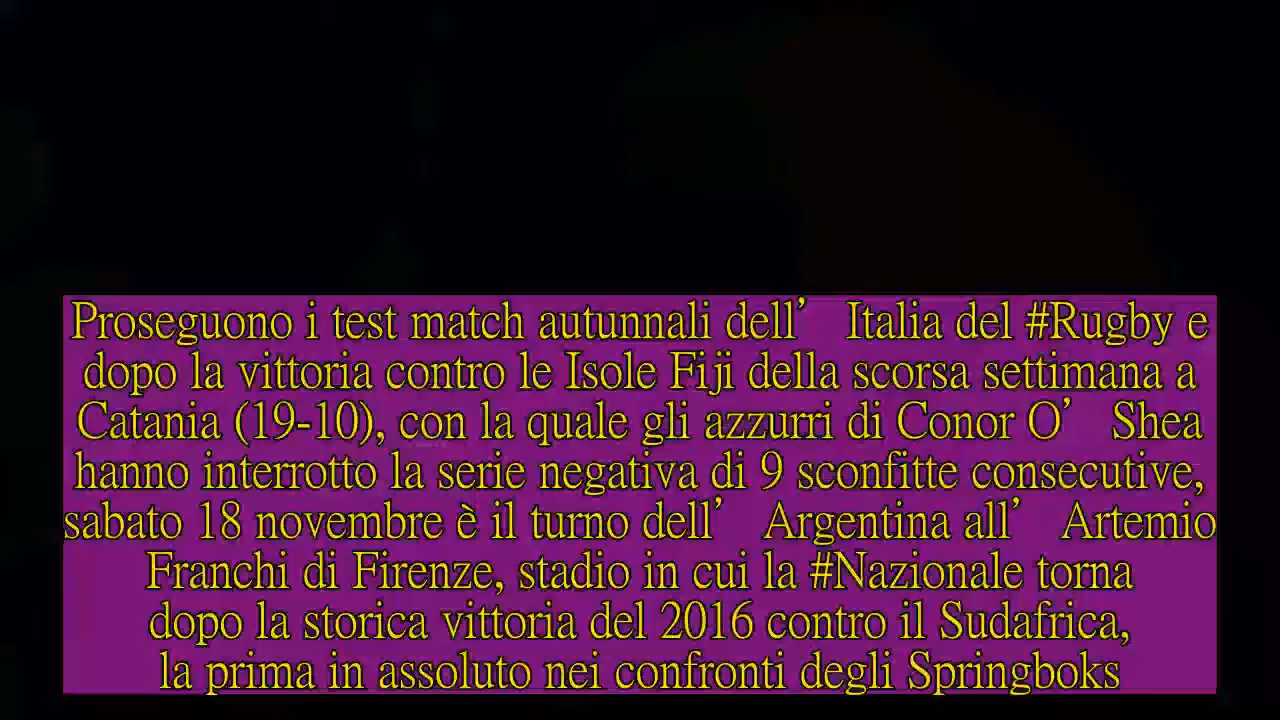 Proseguono i test match autunnali dell’ Italia del #Rugby e
dopo la vittoria contro le Isole Fiji della scorsa settimana a
Catania (19-10), con la quale gli azzurri di Conor O’ Shea
hanno interrotto la serie negativa di 9 sconfitte consecutive,
sabato 18 novembre è il turno dell’ Argentina all’ Artemio
Franchi di Firenze, stadio in cui la #Nazionale torna
dopo la storica vittoria del 2016 contro il Sudafrica,
la prima in assoluto nei confronti degli Springboks